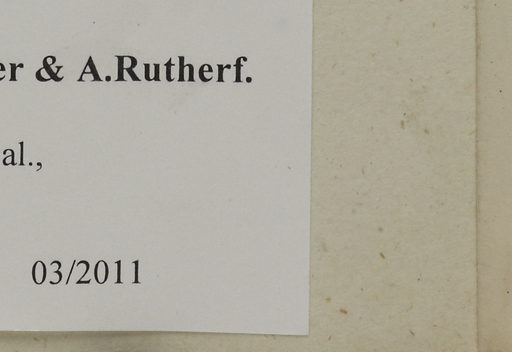 er & A.Rutherf.
al.,
03/2011